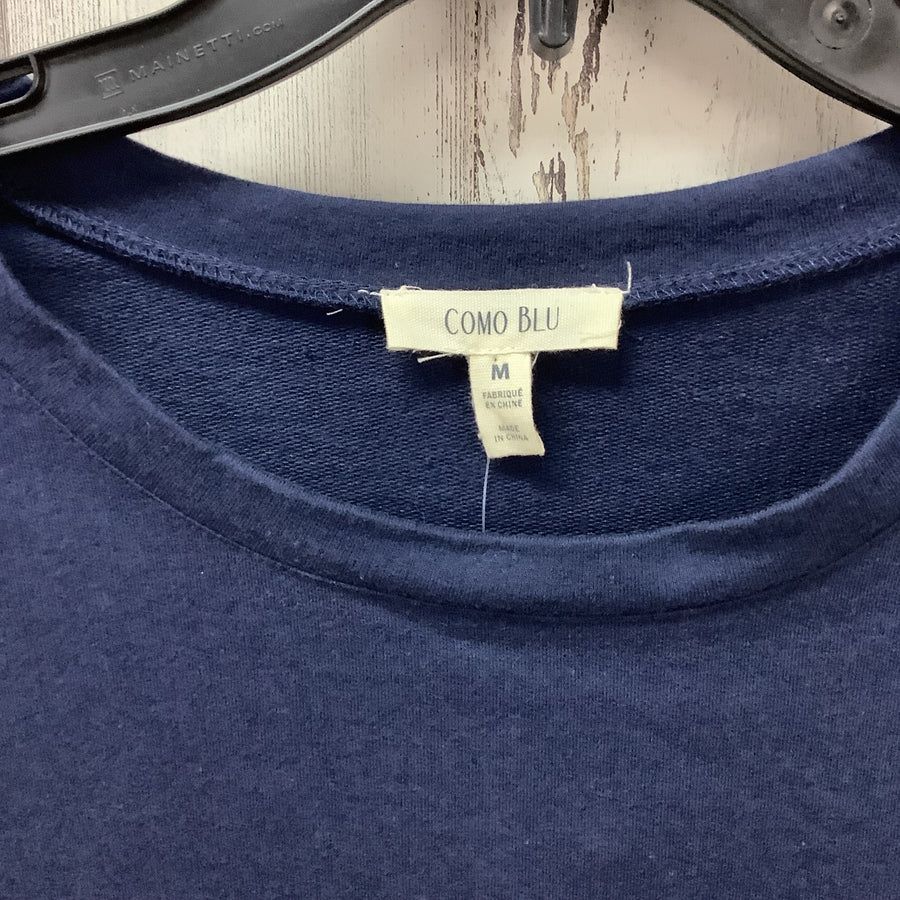 MAINETTI.COM
COMO BLU
M
FABRIQUÉ
EN CHINE
MADE
IN CHINA